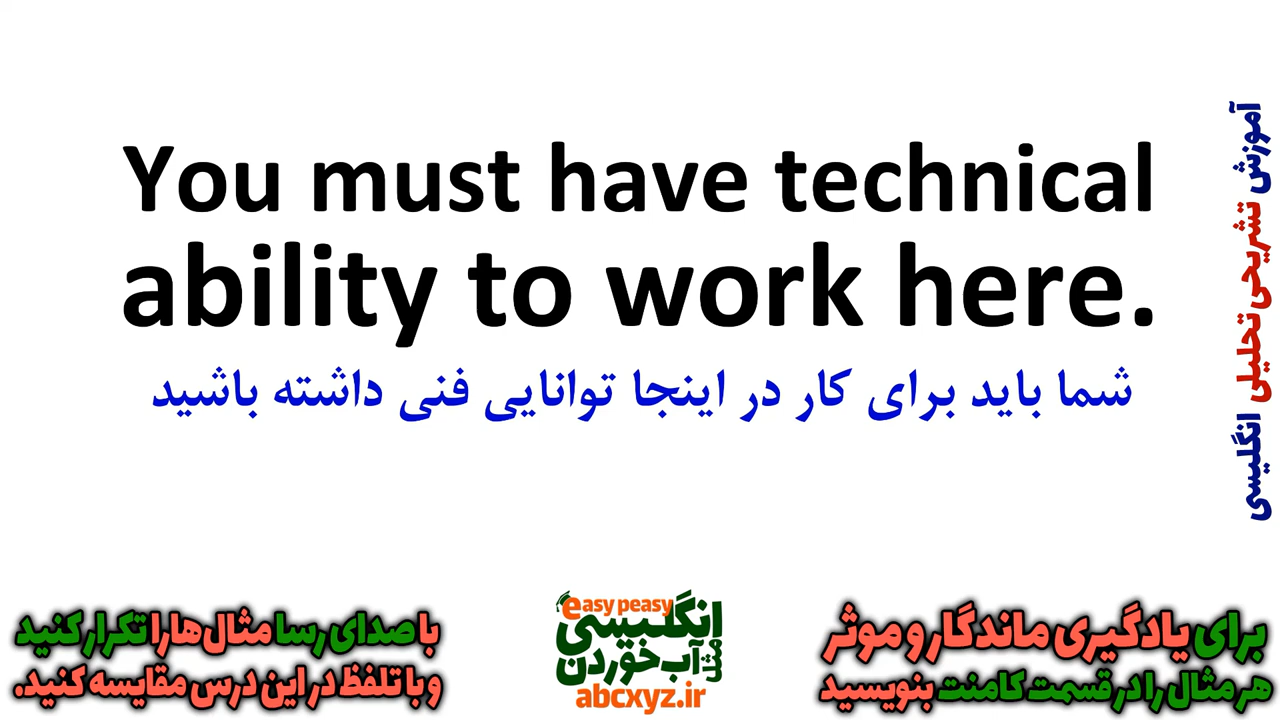 You must have technical
ability to work here.
شما باید برای کار در اینجا توانایی فنی داشته باشید
آموزش تشریحی تحلیلی انگلیسی
برای یادگیری ماندگار و موثر
هر مثال را در قسمت کامنت بنویسید
easy peasy
انگلیسی
مثل
آب خوردن
abcxyz.ir
با صدای رسا مثال‌ها را تکرار کنید
و با تلفظ در این درس مقایسه کنید.